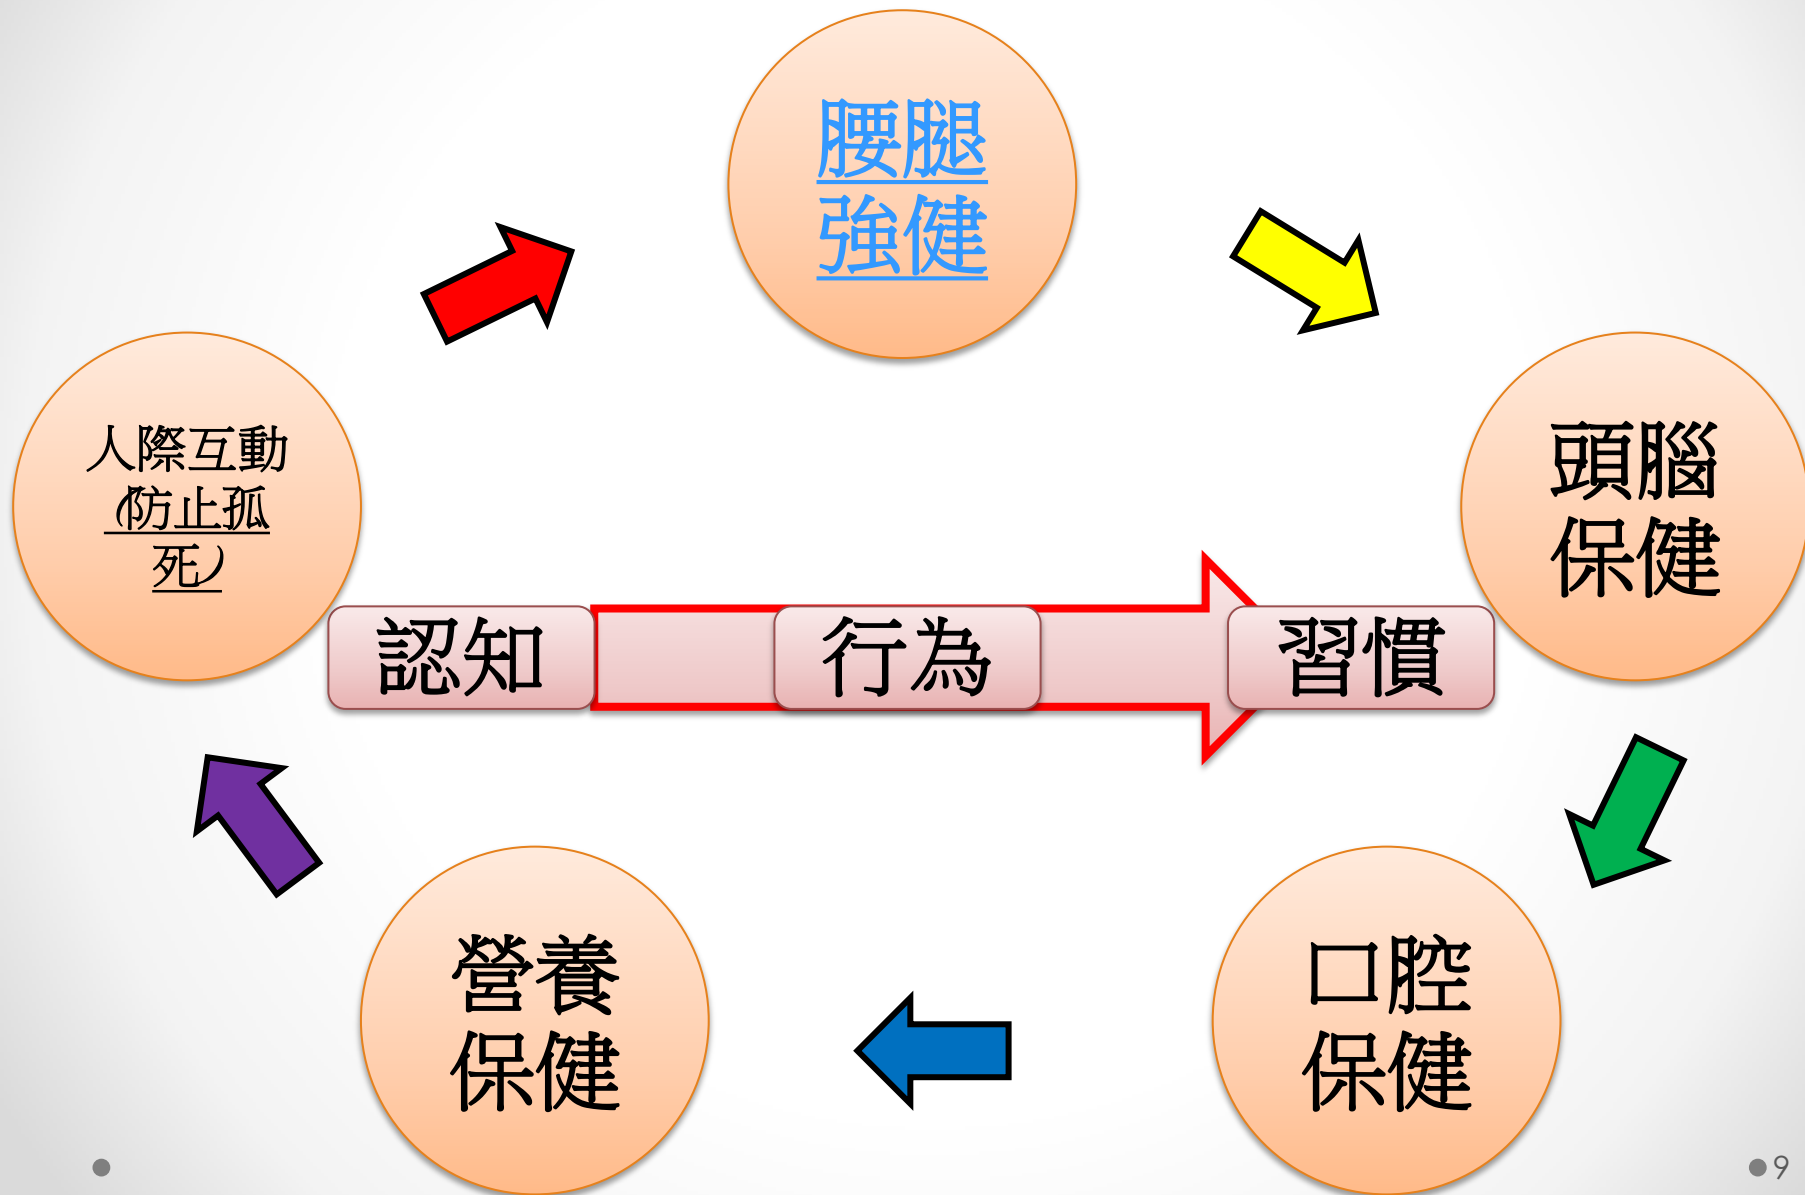 腰腿
強健
頭腦
保健
口腔
保健
營養
保健
人際互動
(防止孤
死)
認知
行為
習慣
9